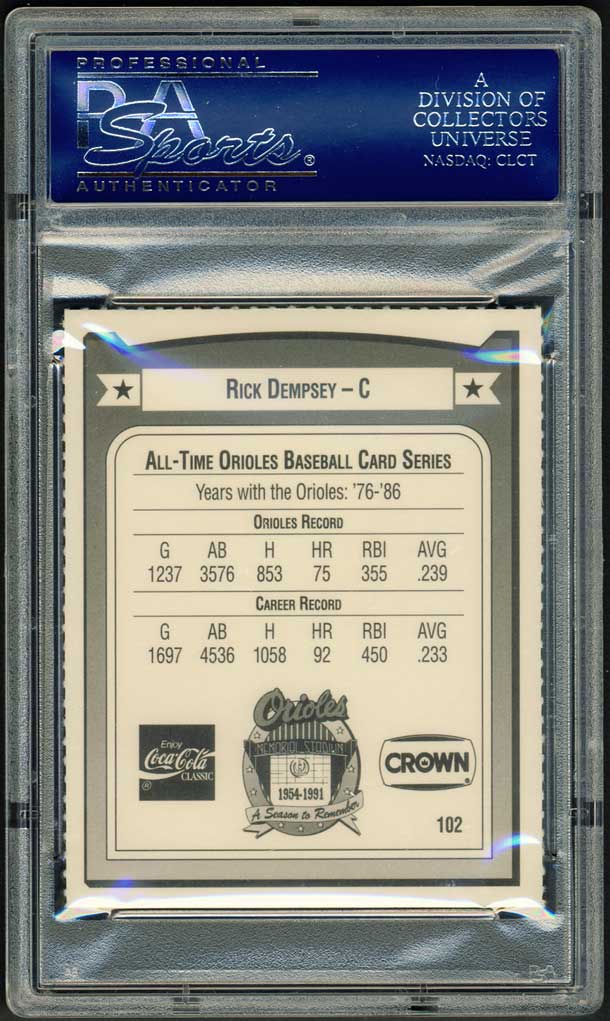 PROFESSIONAL
PSA
Sports®
AUTHENTICATOR
A
DIVISION OF
COLLECTORS
UNIVERSE
NASDAQ: CLCT
RICK DEMPSEY – C
ALL-TIME ORIOLES BASEBALL CARD SERIES
Years with the Orioles: '76-'86
ORIOLES RECORD
G AB H HR RBI AVG
1237 3576 853 75 355 .239
CAREER RECORD
G AB H HR RBI AVG
1697 4536 1058 92 450 .233
Enjoy
Coca-Cola
CLASSIC
®
Orioles
MEMORIAL STADIUM
1954-1991
A Season to Remember
CROWN
®
102
PSA